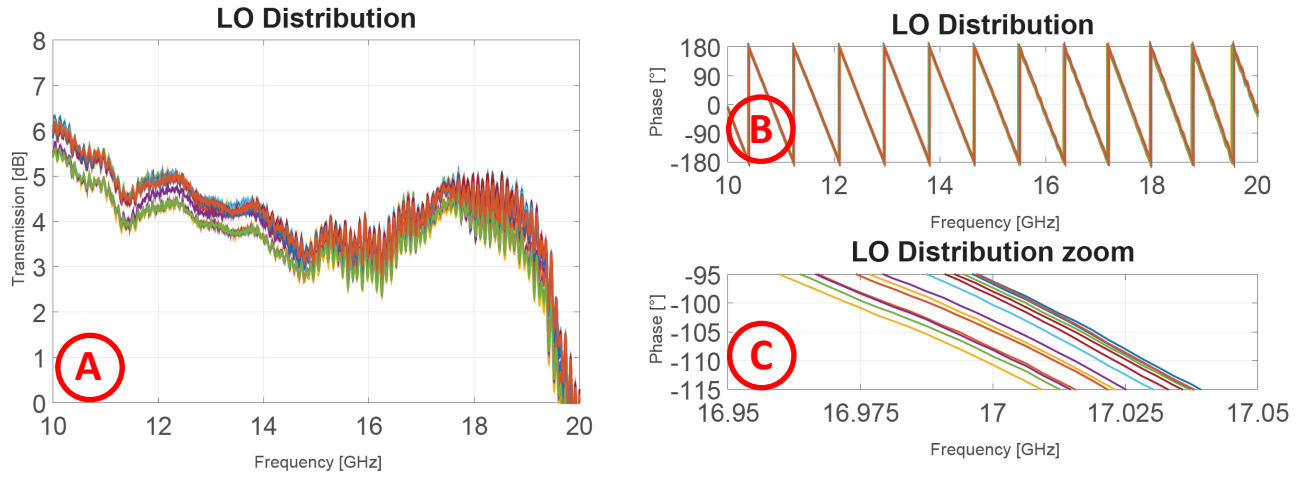 LO Distribution
8
7
6
5
4
3
2
1
0
Transmission [dB]
10 12 14 16 18 20
Frequency [GHz]
A
LO Distribution
180
90
0
-90
-180
Phase [°]
10 12 14 16 18 20
Frequency [GHz]
B
LO Distribution zoom
-95
-100
-105
-110
-115
Phase [°]
16.95 16.975 17 17.025 17.05
Frequency [GHz]
C